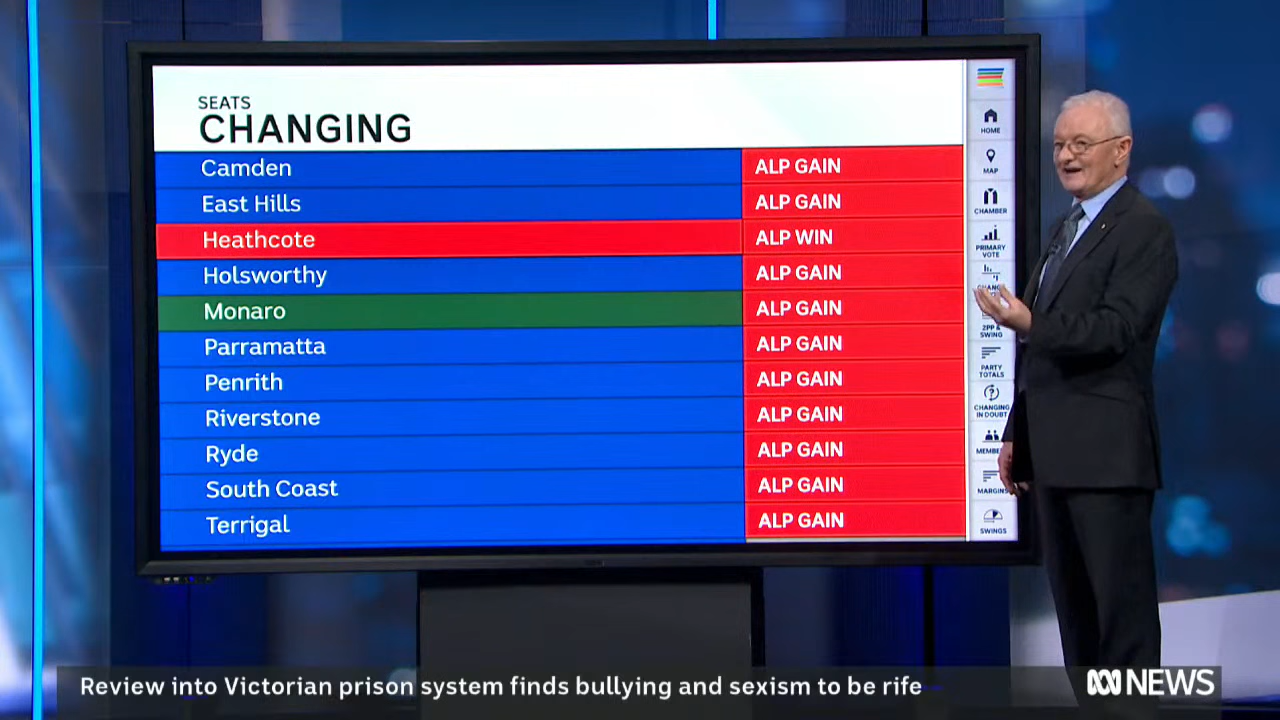 SEATS
CHANGING
Camden ALP GAIN
East Hills ALP GAIN
Heathcote ALP WIN
Holsworthy ALP GAIN
Monaro ALP GAIN
Parramatta ALP GAIN
Penrith ALP GAIN
Riverstone ALP GAIN
Ryde ALP GAIN
South Coast ALP GAIN
Terrigal ALP GAIN
HOME
MAP
CHAMBER
PRIMARY
VOTE
2PP &
SWING
PARTY
TOTALS
CHANGING
IN DOUBT
MARGINS
SWINGS
Review into Victorian prison system finds bullying and sexism to be rife
NEWS